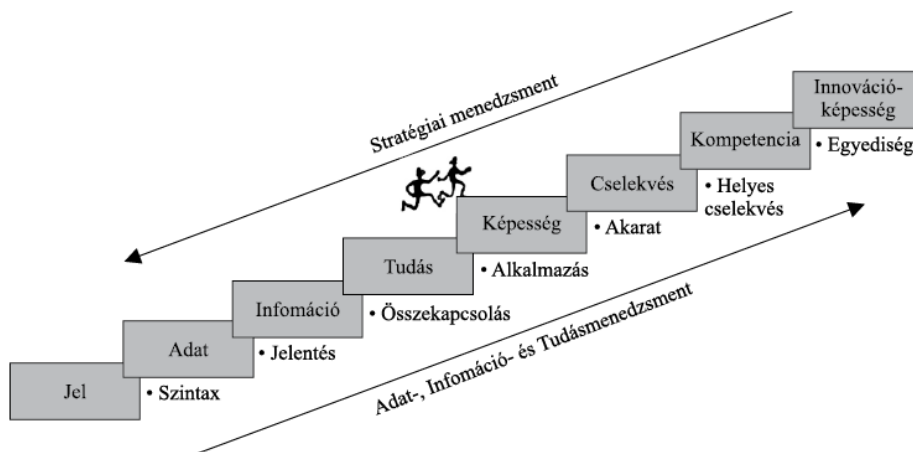 Stratégiai menedzsment
Innováció-
képesség
• Egyediség
Kompetencia
• Helyes
cselekvés
Cselekvés
• Akarat
Képesség
• Alkalmazás
Tudás
• Összekapcsolás
Infomáció
• Jelentés
Adat
• Szintax
Jel
Adat-, Infomáció- és Tudásmenedzsment